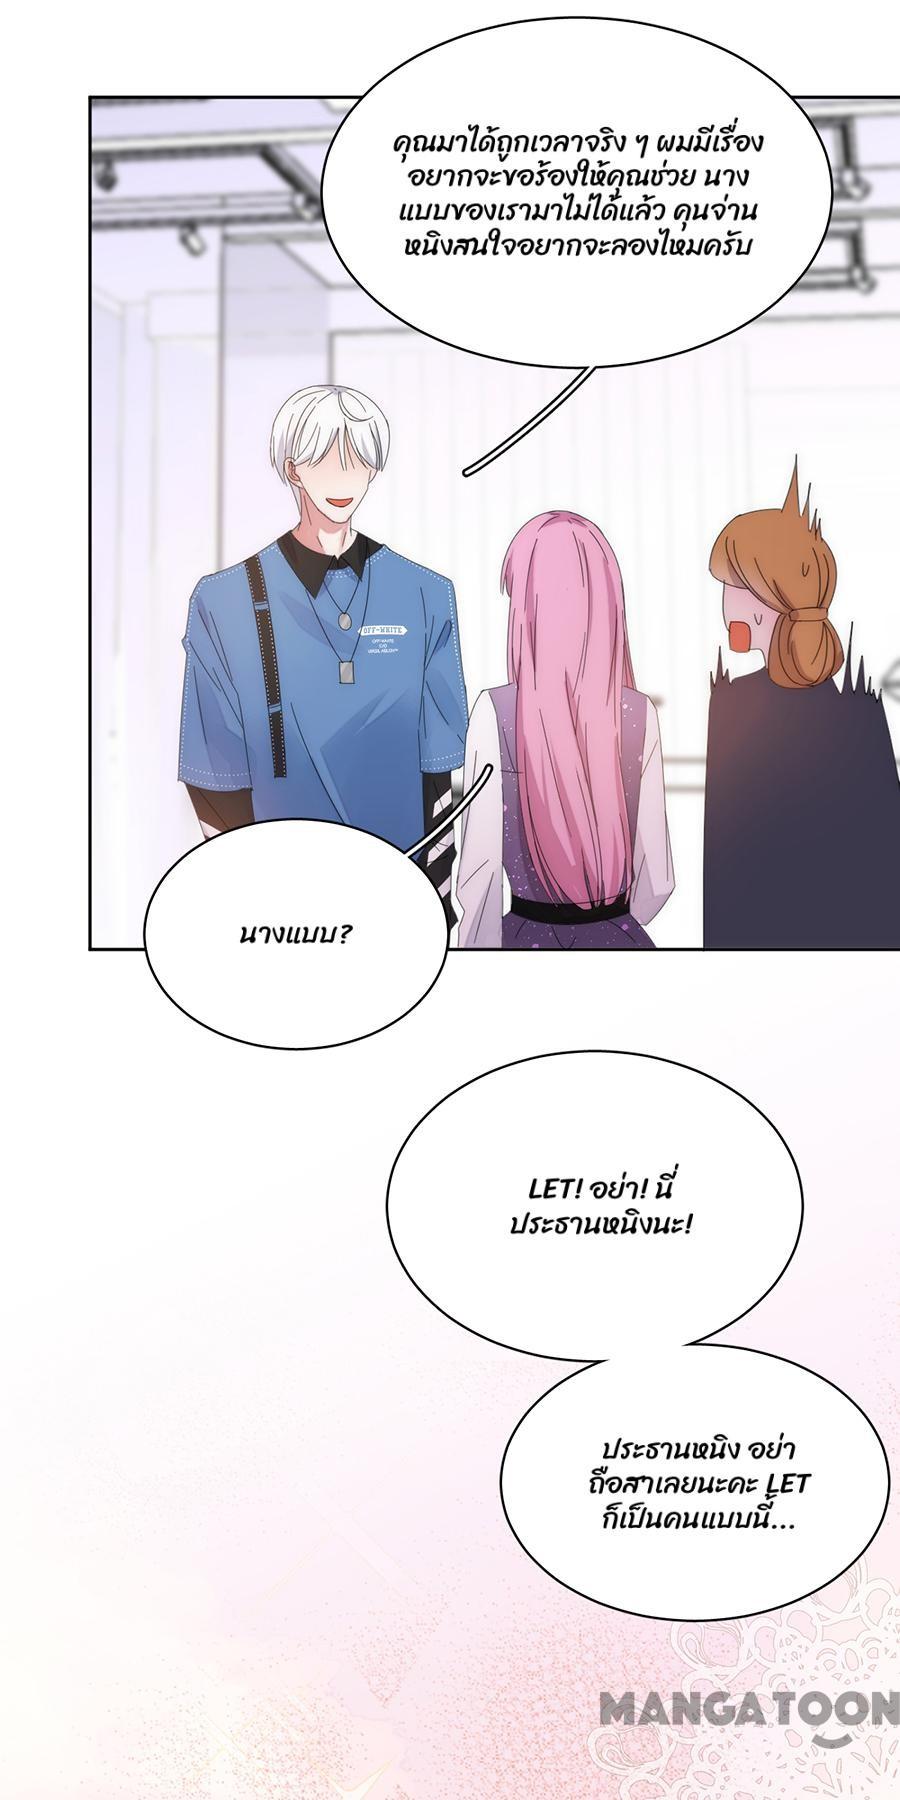 คุณมาได้ถูกเวลาจริง ๆ ผมมีเรื่อง
อยากจะขอร้องให้คุณช่วย นาง
แบบของเรามาไม่ได้แล้ว คุนจ่าน
หนิงสนใจอยากจะลองไหมครับ
OFF-WHITE
OFF-WHITE
C/O
VIRGIL ABLOH™
นางแบบ?
LET! อย่า! นี่
ประธานหนิงนะ!
ประธานหนิง อย่า
ถือสาเลยนะคะ LET
ก็เป็นคนแบบนี้...
MANGATOON